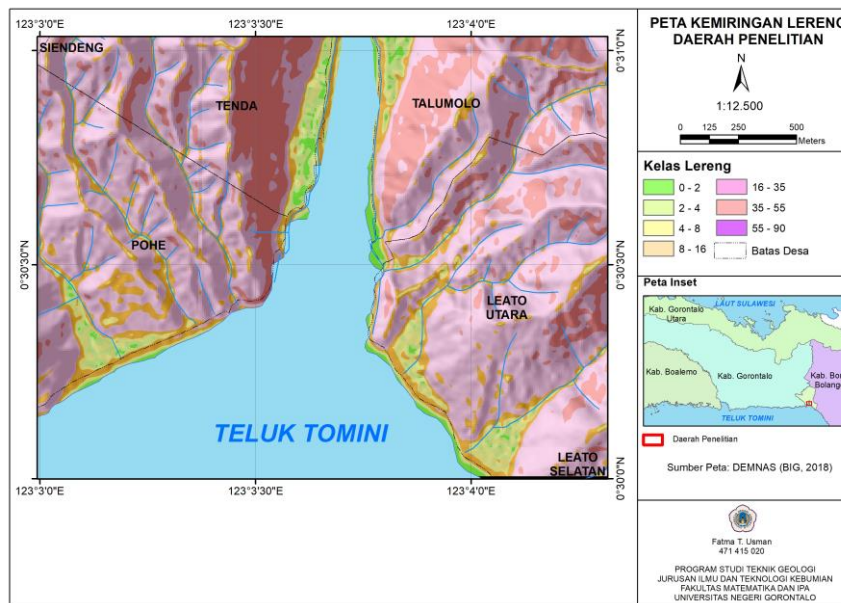 PETA KEMIRINGAN LERENG
DAERAH PENELITIAN
N
1:12.500
0 125 250 500
Meters
Kelas Lereng
0 - 2
2 - 4
4 - 8
8 - 16
16 - 35
35 - 55
55 - 90
Batas Desa
Peta Inset
LAUT SULAWESI
Kab. Gorontalo
Utara
Kab. Boalemo
Kab. Gorontalo
Kab. Bo
Bolang
TELUK TOMINI
Daerah Penelitian
Sumber Peta: DEMNAS (BIG, 2018)
Fatma T. Usman
471 415 020
PROGRAM STUDI TEKNIK GEOLOGI
JURUSAN ILMU DAN TEKNOLOGI KEBUMIAN
FAKULTAS MATEMATIKA DAN IPA
UNIVERSITAS NEGERI GORONTALO
123°3'0"E
123°3'30"E
123°4'0"E
SIENDENG
TENDA
TALUMOLO
POHE
LEATO
UTARA
TELUK TOMINI
LEATO
SELATAN
0°31'0"N
0°30'30"N
0°30'30"N
0°30'0"N
123°3'0"E
123°3'30"E
123°4'0"E